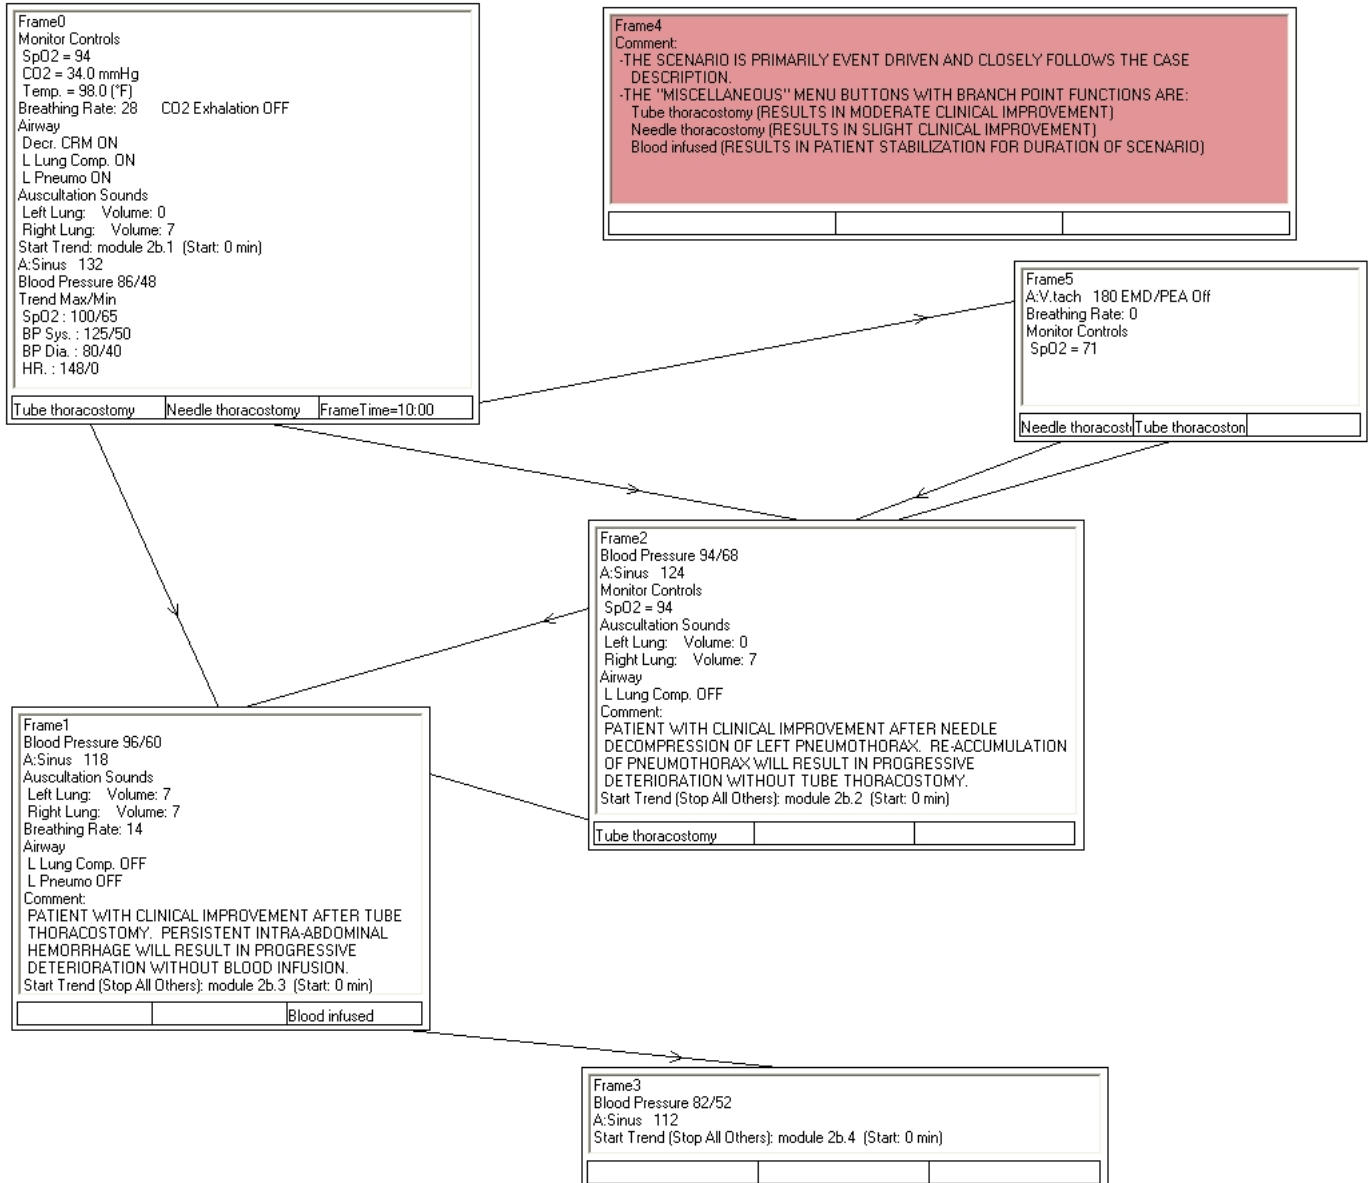 Frame0
Monitor Controls
SpO2 = 94
CO2 = 34.0 mmHg
Temp. = 98.0 (°F)
Breathing Rate: 28 CO2 Exhalation OFF
Airway
Decr. CRM ON
L Lung Comp. ON
L Pneumo ON
Auscultation Sounds
Left Lung: Volume: 0
Right Lung: Volume: 7
Start Trend: module 2b.1 (Start: 0 min)
A:Sinus 132
Blood Pressure 86/48
Trend Max/Min
SpO2 : 100/65
BP Sys. : 125/50
BP Dia. : 80/40
HR. : 148/0
Tube thoracostomy Needle thoracostomy FrameTime=10:00
Frame4
Comment:
-THE SCENARIO IS PRIMARILY EVENT DRIVEN AND CLOSELY FOLLOWS THE CASE
DESCRIPTION.
-THE "MISCELLANEOUS" MENU BUTTONS WITH BRANCH POINT FUNCTIONS ARE:
Tube thoracostomy (RESULTS IN MODERATE CLINICAL IMPROVEMENT)
Needle thoracostomy (RESULTS IN SLIGHT CLINICAL IMPROVEMENT)
Blood infused (RESULTS IN PATIENT STABILIZATION FOR DURATION OF SCENARIO)
Frame5
A:V.tach 180 EMD/PEA Off
Breathing Rate: 0
Monitor Controls
SpO2 = 71
Needle thoracost Tube thoracoston
Frame2
Blood Pressure 94/68
A:Sinus 124
Monitor Controls
SpO2 = 94
Auscultation Sounds
Left Lung: Volume: 0
Right Lung: Volume: 7
Airway
L Lung Comp. OFF
Comment:
PATIENT WITH CLINICAL IMPROVEMENT AFTER NEEDLE
DECOMPRESSION OF LEFT PNEUMOTHORAX. RE-ACCUMULATION
OF PNEUMOTHORAX WILL RESULT IN PROGRESSIVE
DETERIORATION WITHOUT TUBE THORACOSTOMY.
Start Trend (Stop All Others): module 2b.2 (Start: 0 min)
Tube thoracostomy
Frame1
Blood Pressure 96/60
A:Sinus 118
Auscultation Sounds
Left Lung: Volume: 7
Right Lung: Volume: 7
Breathing Rate: 14
Airway
L Lung Comp. OFF
L Pneumo OFF
Comment:
PATIENT WITH CLINICAL IMPROVEMENT AFTER TUBE
THORACOSTOMY. PERSISTENT INTRA-ABDOMINAL
HEMORRHAGE WILL RESULT IN PROGRESSIVE
DETERIORATION WITHOUT BLOOD INFUSION.
Start Trend (Stop All Others): module 2b.3 (Start: 0 min)
Blood infused
Frame3
Blood Pressure 82/52
A:Sinus 112
Start Trend (Stop All Others): module 2b.4 (Start: 0 min)